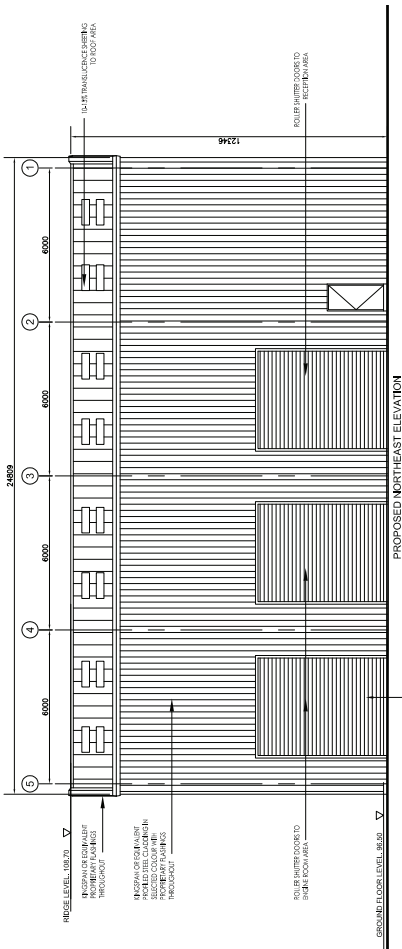 24809
5
4
3
2
1
6000
6000
6000
6000
RIDGE LEVEL, 108.70
KINGSPAN OR EQUIVALENT
PROPRIETARY FLASHINGS
THROUGHOUT
10-15% TRANSLUCENCE SHEETING
TO ROOF AREA
KINGSPAN OR EQUIVALENT
PROFILED STEEL CLADDING IN
SELECTED COLOUR WITH
PROPRIETARY FLASHINGS
THROUGHOUT
12346
ROLLER SHUTTER DOORS TO
ENGINE ROOM AREA
ROLLER SHUTTER DOORS TO
RECEPTION AREA
GROUND FLOOR LEVEL, 96.50
PROPOSED NORTHEAST ELEVATION